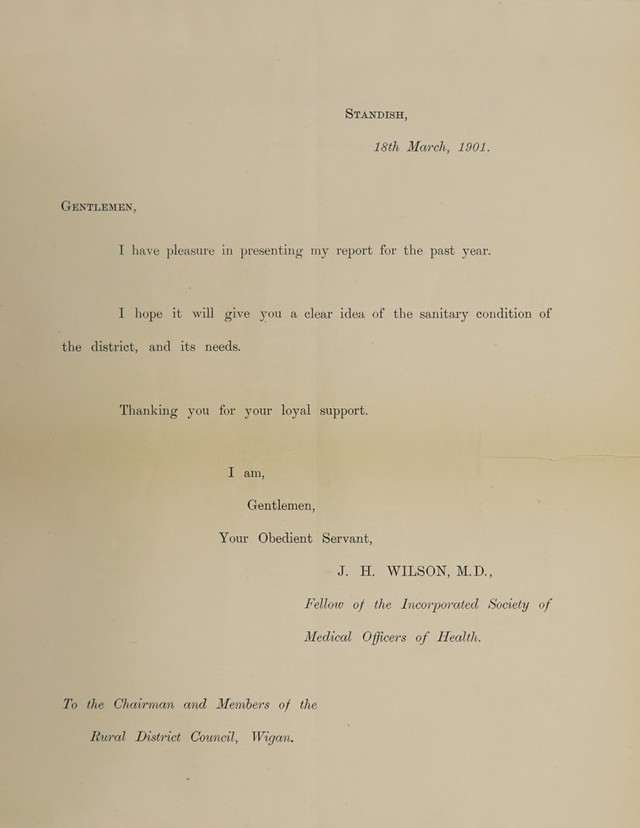 Standish,
18th March, 1901.
Gentlemen,
I have pleasure in presenting my report for the past year.
I hope it will give you a clear idea of the sanitary condition of
the district, and its needs.
Thanking you for your loyal support.
I am,
Gentlemen,
Your Obedient Servant,
J. H. WILSON, M.D.,
Fellow of the Incorporated Society of
Medical Officers of Health.
To the Chairman and Members of the
Rural District Council, Wigan.